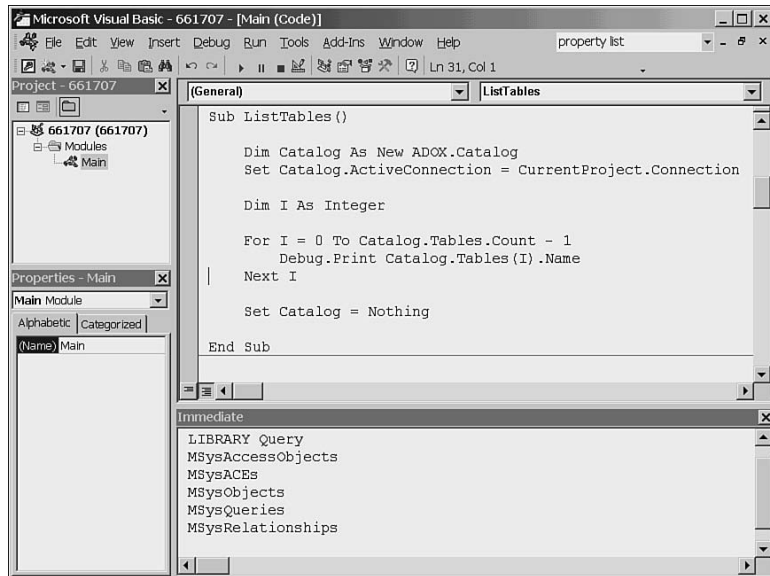 Microsoft Visual Basic - 661707 - [Main (Code)]
File Edit View Insert Debug Run Tools Add-Ins Window Help property list
Ln 31, Col 1
Project - 661707
661707 (661707)
Modules
Main
Properties - Main
Main Module
Alphabetic Categorized
(Name) Main
(General) ListTables
Sub ListTables()
Dim Catalog As New ADOX.Catalog
Set Catalog.ActiveConnection = CurrentProject.Connection
Dim I As Integer
For I = 0 To Catalog.Tables.Count - 1
Debug.Print Catalog.Tables(I).Name
Next I
Set Catalog = Nothing
End Sub
Immediate
LIBRARY Query
MSysAccessObjects
MSysACEs
MSysObjects
MSysQueries
MSysRelationships